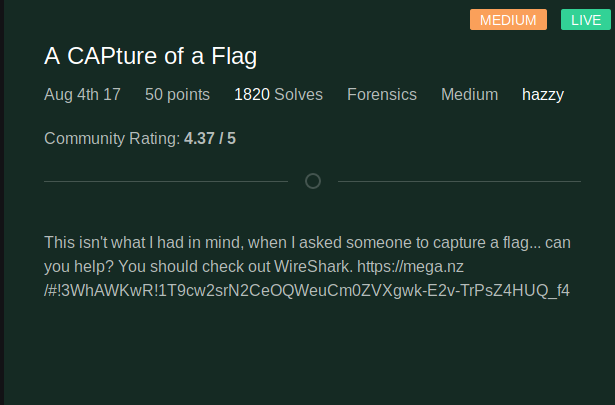 MEDIUM LIVE
A CAPture of a Flag
Aug 4th 17 50 points 1820 Solves Forensics Medium hazzy
Community Rating: 4.37 / 5
This isn't what I had in mind, when I asked someone to capture a flag... can
you help? You should check out WireShark. https://mega.nz
/#!3WhAWKwR!1T9cw2srN2CeOQWeuCm0ZVXgwk-E2v-TrPsZ4HUQ_f4